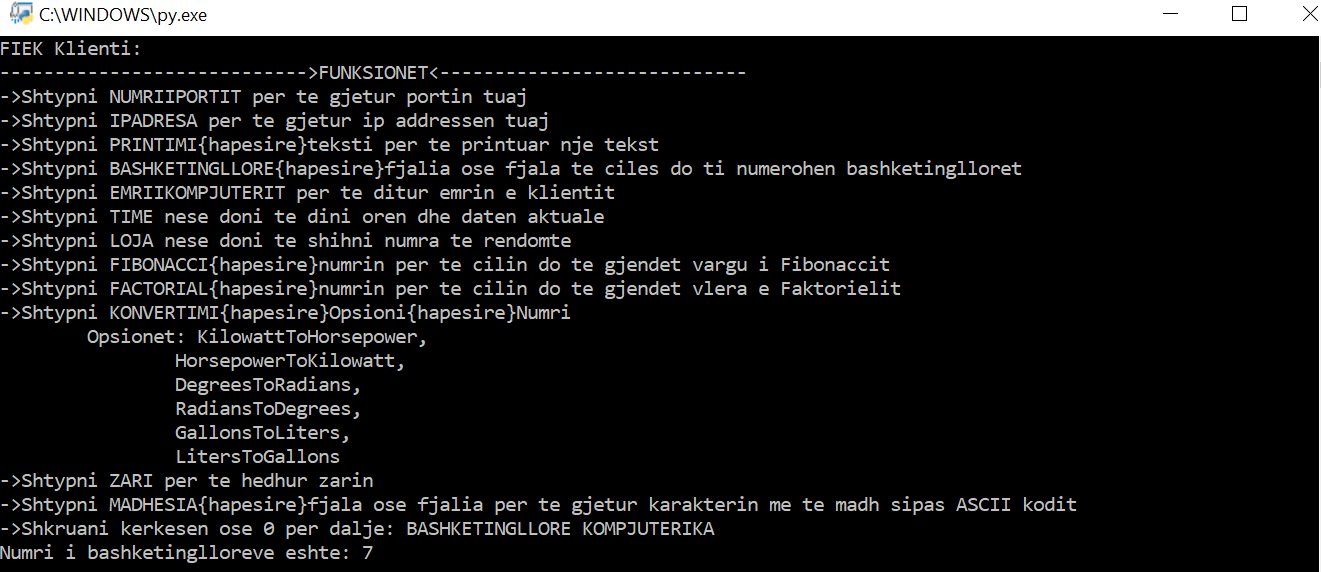 C:\WINDOWS\py.exe
FIEK Klienti:
---------------------------->FUNKSIONET<----------------------------
->Shtypni NUMRIIPORTIT per te gjetur portin tuaj
->Shtypni IPADRESA per te gjetur ip addressen tuaj
->Shtypni PRINTIMI{hapesire}teksti per te printuar nje tekst
->Shtypni BASHKETINGLLORE{hapesire}fjalia ose fjala te ciles do ti numerohen bashketinglloret
->Shtypni EMRIIKOMPJUTERIT per te ditur emrin e klientit
->Shtypni TIME nese doni te dini oren dhe daten aktuale
->Shtypni LOJA nese doni te shihni numra te rendomte
->Shtypni FIBONACCI{hapesire}numrin per te cilin do te gjendet vargu i Fibonaccit
->Shtypni FACTORIAL{hapesire}numrin per te cilin do te gjendet vlera e Faktorielit
->Shtypni KONVERTIMI{hapesire}Opsioni{hapesire}Numri
Opsionet: KilowattToHorsepower,
HorsepowerToKilowatt,
DegreesToRadians,
RadiansToDegrees,
GallonsToLiters,
LitersToGallons
->Shtypni ZARI per te hedhur zarin
->Shtypni MADHESIA{hapesire}fjala ose fjalia per te gjetur karakterin me te madh sipas ASCII kodit
->Shkruani kerkesen ose 0 per dalje: BASHKETINGLLORE KOMPJUTERIKA
Numri i bashketinglloreve eshte: 7